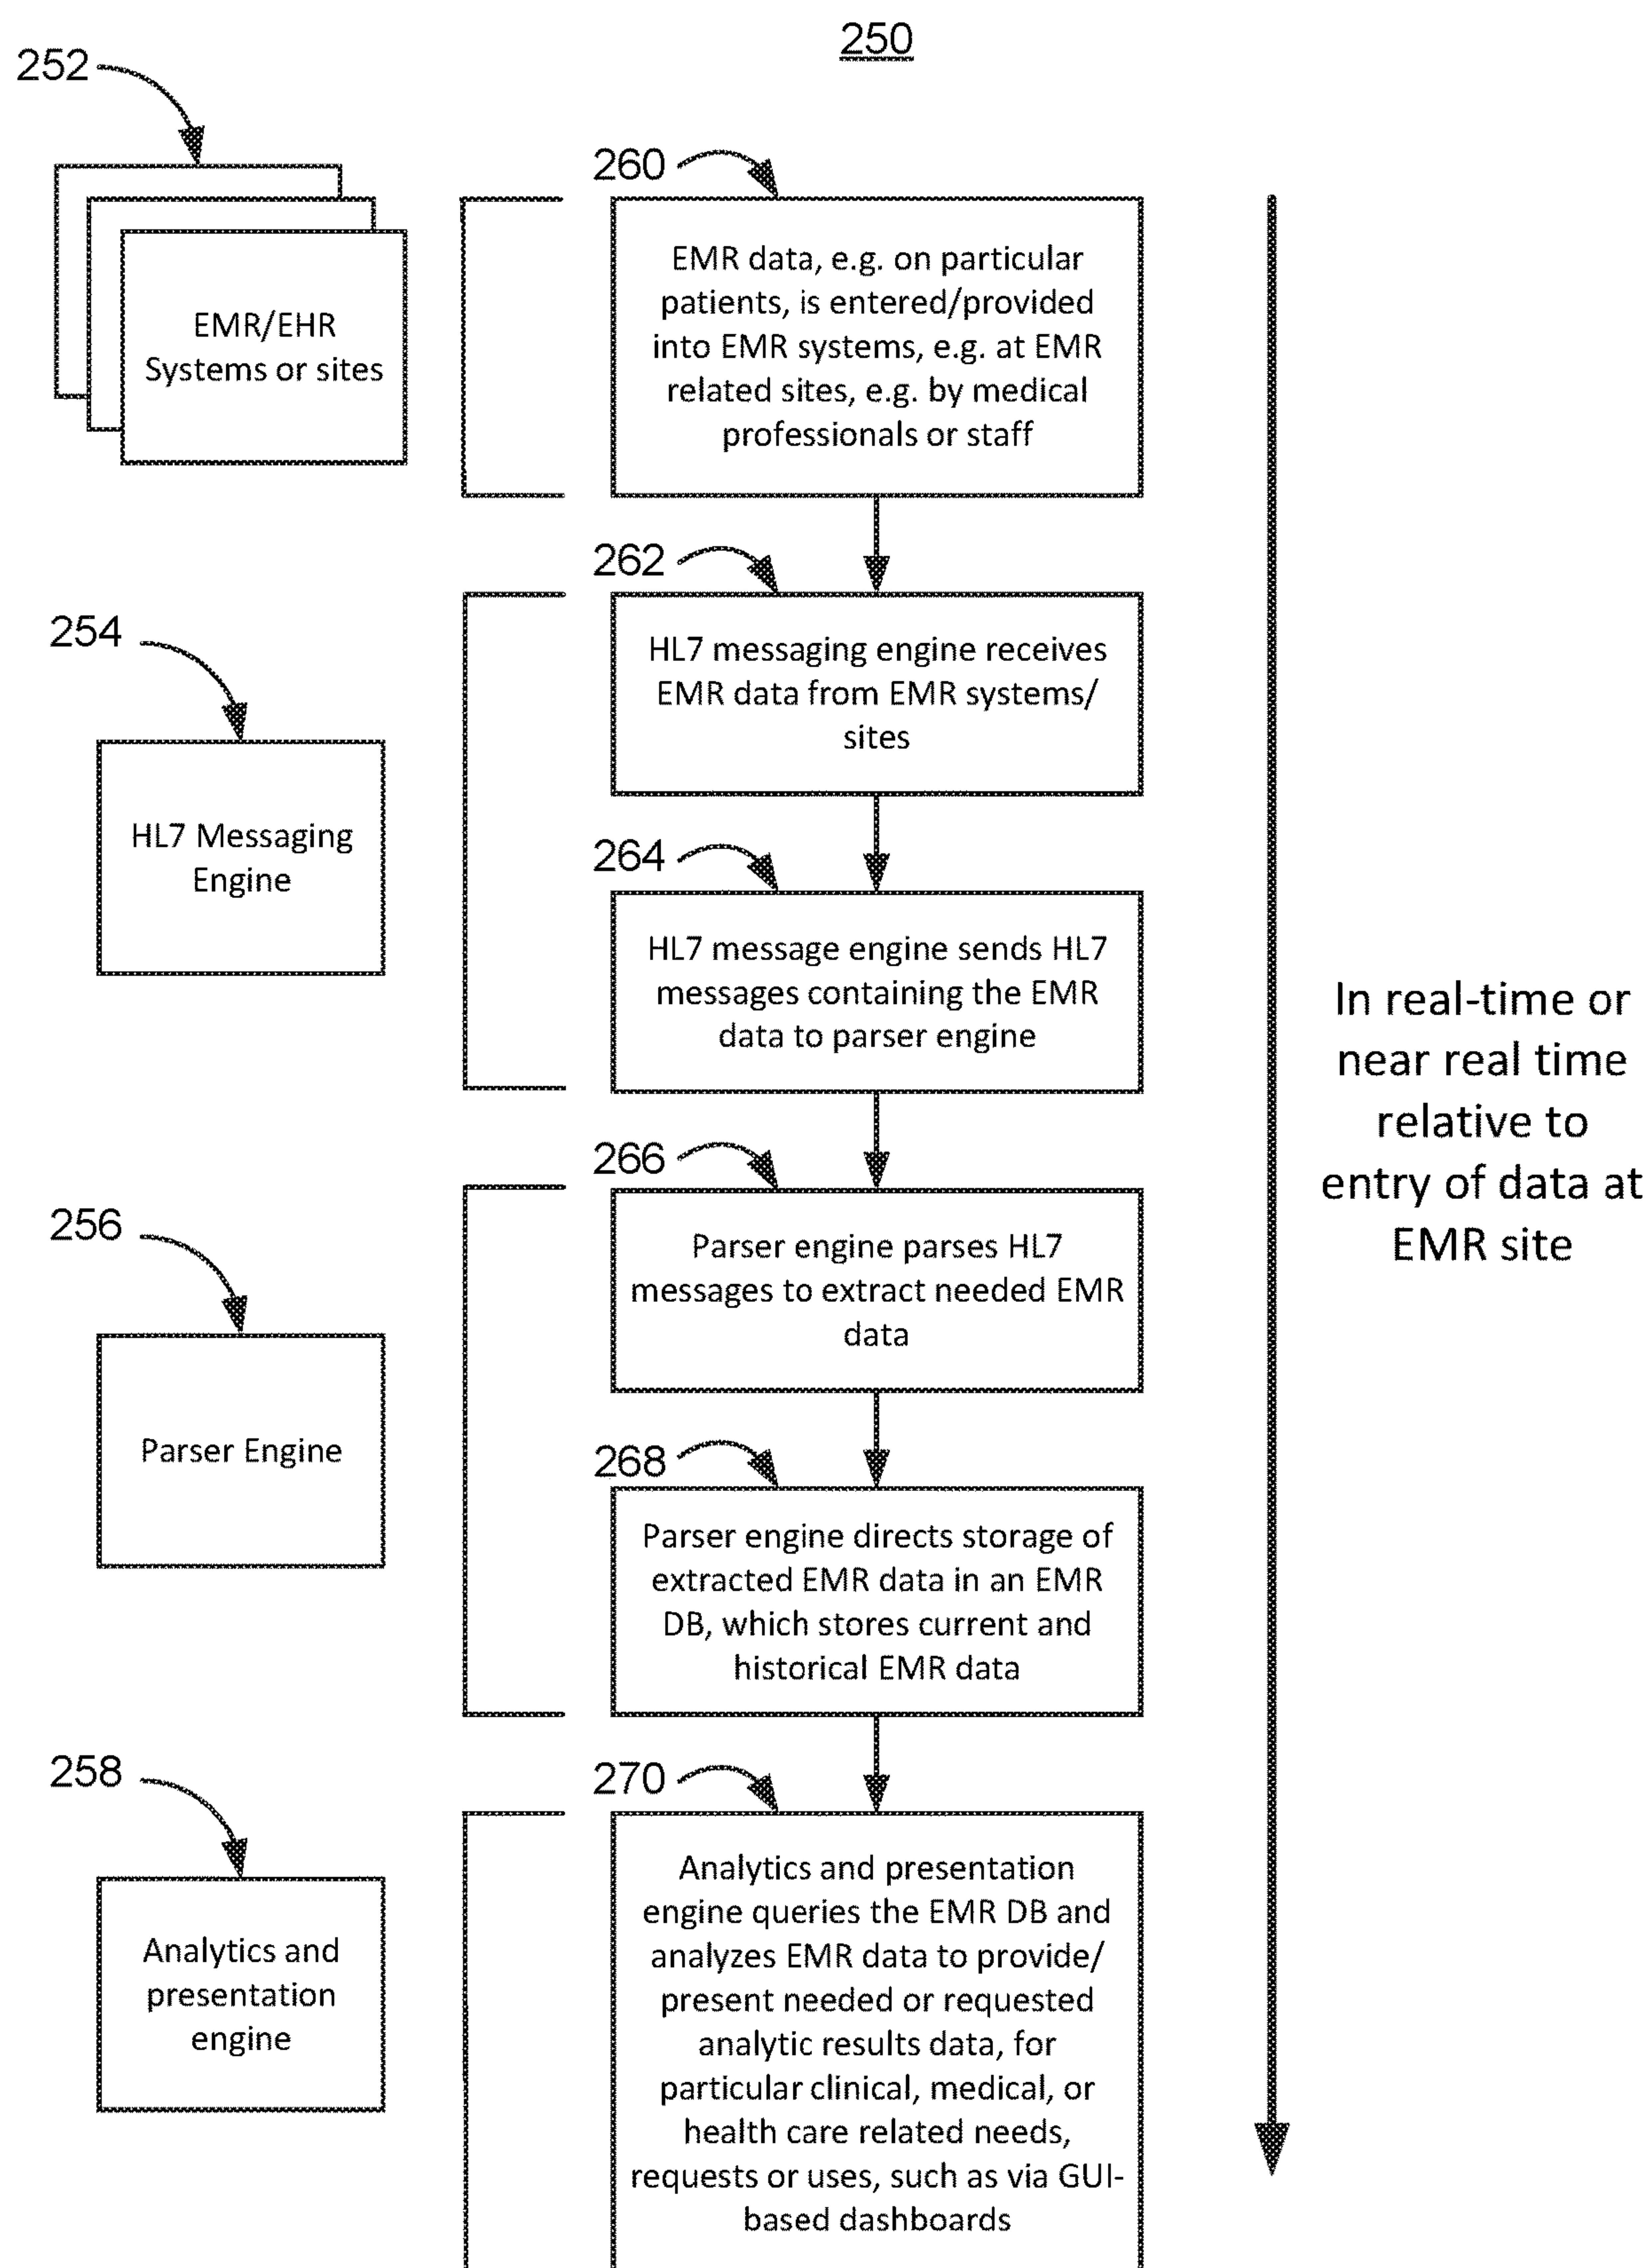 250
252
EMR/EHR
Systems or sites
260
EMR data, e.g. on particular
patients, is entered/provided
into EMR systems, e.g. at EMR
related sites, e.g. by medical
professionals or staff
262
HL7 messaging engine receives
EMR data from EMR systems/
sites
254
HL7 Messaging
Engine
264
HL7 message engine sends HL7
messages containing the EMR
data to parser engine
In real-time or
near real time
relative to
entry of data at
EMR site
266
Parser engine parses HL7
messages to extract needed EMR
data
256
Parser Engine
268
Parser engine directs storage of
extracted EMR data in an EMR
DB, which stores current and
historical EMR data
258
Analytics and
presentation
engine
270
Analytics and presentation
engine queries the EMR DB and
analyzes EMR data to provide/
present needed or requested
analytic results data, for
particular clinical, medical, or
health care related needs,
requests or uses, such as via GUI-
based dashboards